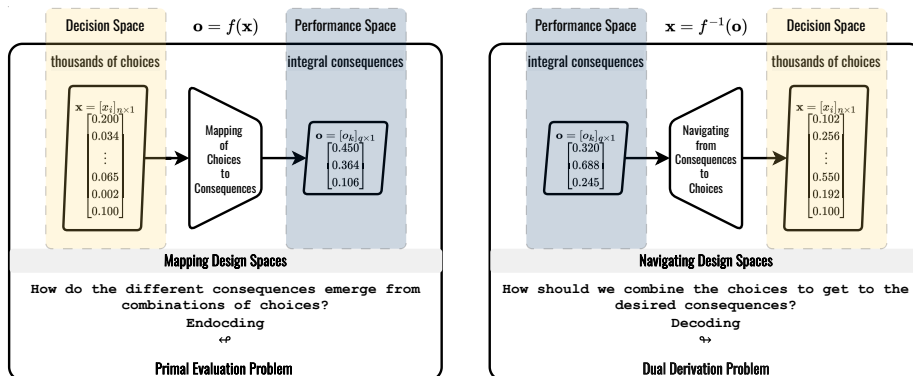 Decision Space
o = f(x)
Performance Space
thousands of choices
integral consequences
x = [x_i]_{n×1}
0.200
0.034
⋮
0.065
0.002
0.100
Mapping
of
Choices
to
Consequences
o = [o_k]_{q×1}
0.450
0.364
0.106
Mapping Design Spaces
How do the different consequences emerge from
combinations of choices?
Endocding
↫
Primal Evaluation Problem
Performance Space
x = f^{-1}(o)
Decision Space
integral consequences
thousands of choices
o = [o_k]_{q×1}
0.320
0.688
0.245
Navigating
from
Consequences
to
Choices
x = [x_i]_{n×1}
0.102
0.256
⋮
0.550
0.192
0.100
Navigating Design Spaces
How should we combine the choices to get to the
desired consequences?
Decoding
↬
Dual Derivation Problem